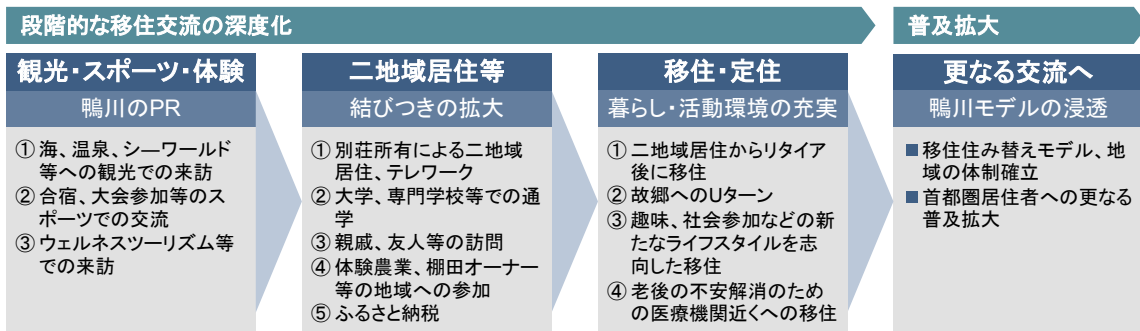 段階的な移住交流の深度化
普及拡大
観光・スポーツ・体験
鴨川のPR
① 海、温泉、シーワールド
等への観光での来訪
② 合宿、大会参加等のス
ポーツでの交流
③ ウェルネスツーリズム等
での来訪
二地域居住等
結びつきの拡大
① 別荘所有による二地域
居住、テレワーク
② 大学、専門学校等での通
学
③ 親戚、友人等の訪問
④ 体験農業、棚田オーナー
等の地域への参加
⑤ ふるさと納税
移住・定住
暮らし・活動環境の充実
① 二地域居住からリタイア
後に移住
② 故郷へのUターン
③ 趣味、社会参加などの新
たなライフスタイルを志
向した移住
④ 老後の不安解消のため
の医療機関近くへの移住
更なる交流へ
鴨川モデルの浸透
■ 移住住み替えモデル、地
域の体制確立
■ 首都圏居住者への更なる
普及拡大